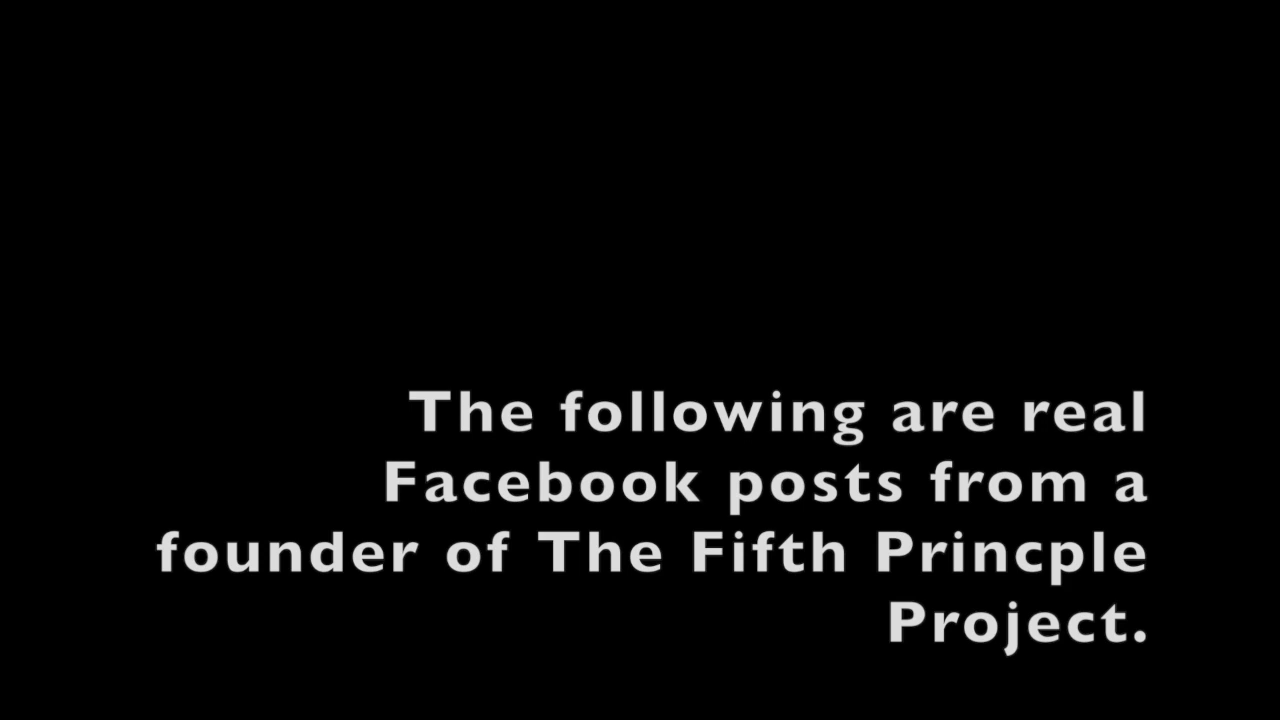 The following are real
Facebook posts from a
founder of The Fifth Princple
Project.